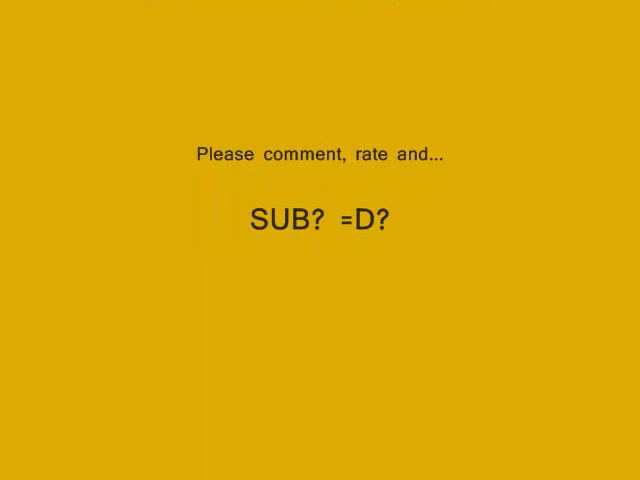 Please comment, rate and...
SUB? =D?